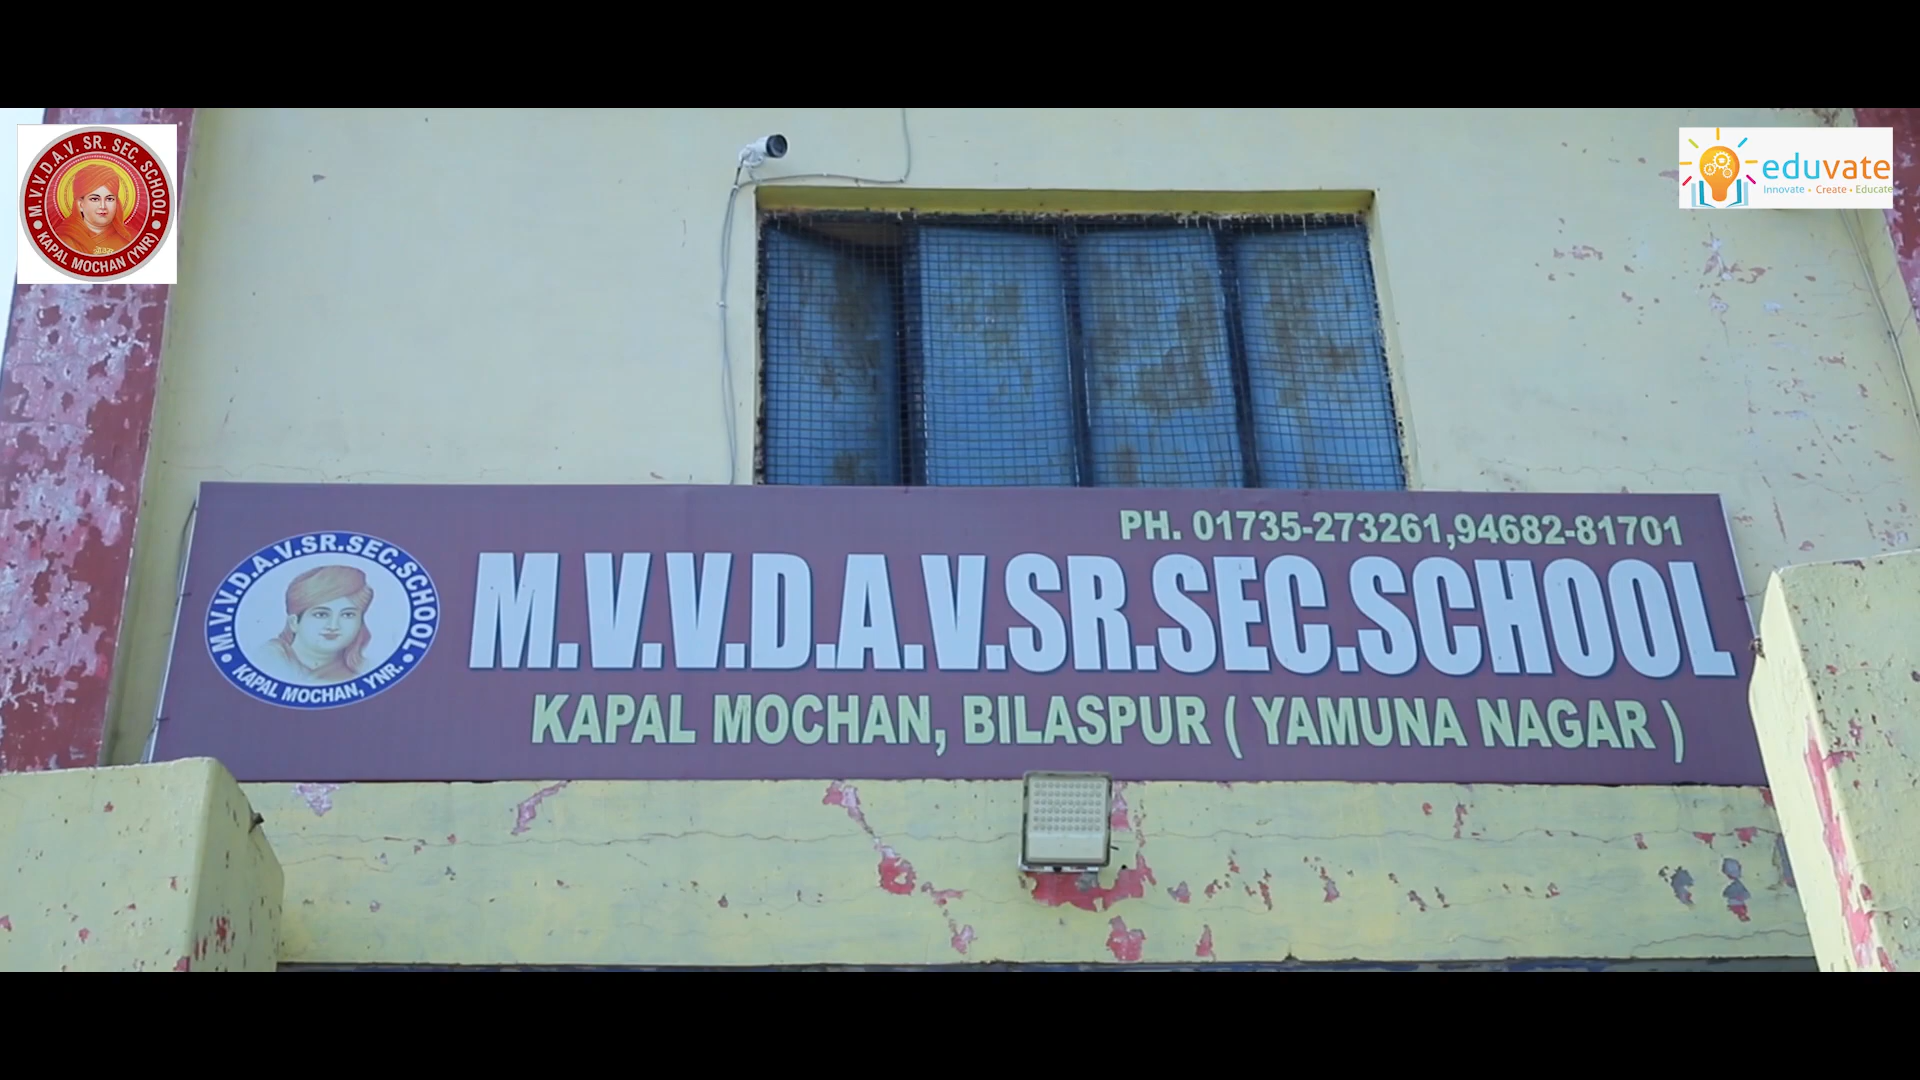 M.V.V.D.A.V. SR. SEC. SCHOOL
KAPAL MOCHAN (YNR)
eduvate
Innovate • Create • Educate
PH. 01735-273261,94682-81701
M.V.V.D.A.V.SR.SEC.SCHOOL
KAPAL MOCHAN, YNR.
M.V.V.D.A.V.SR.SEC.SCHOOL
KAPAL MOCHAN, BILASPUR ( YAMUNA NAGAR )